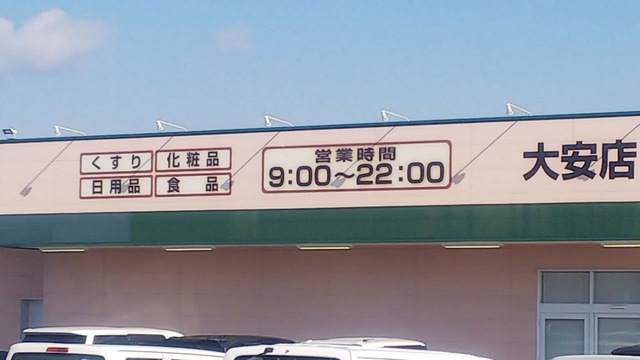 くすり 化粧品
日用品 食品
営業時間
9:00～22:00
大安店